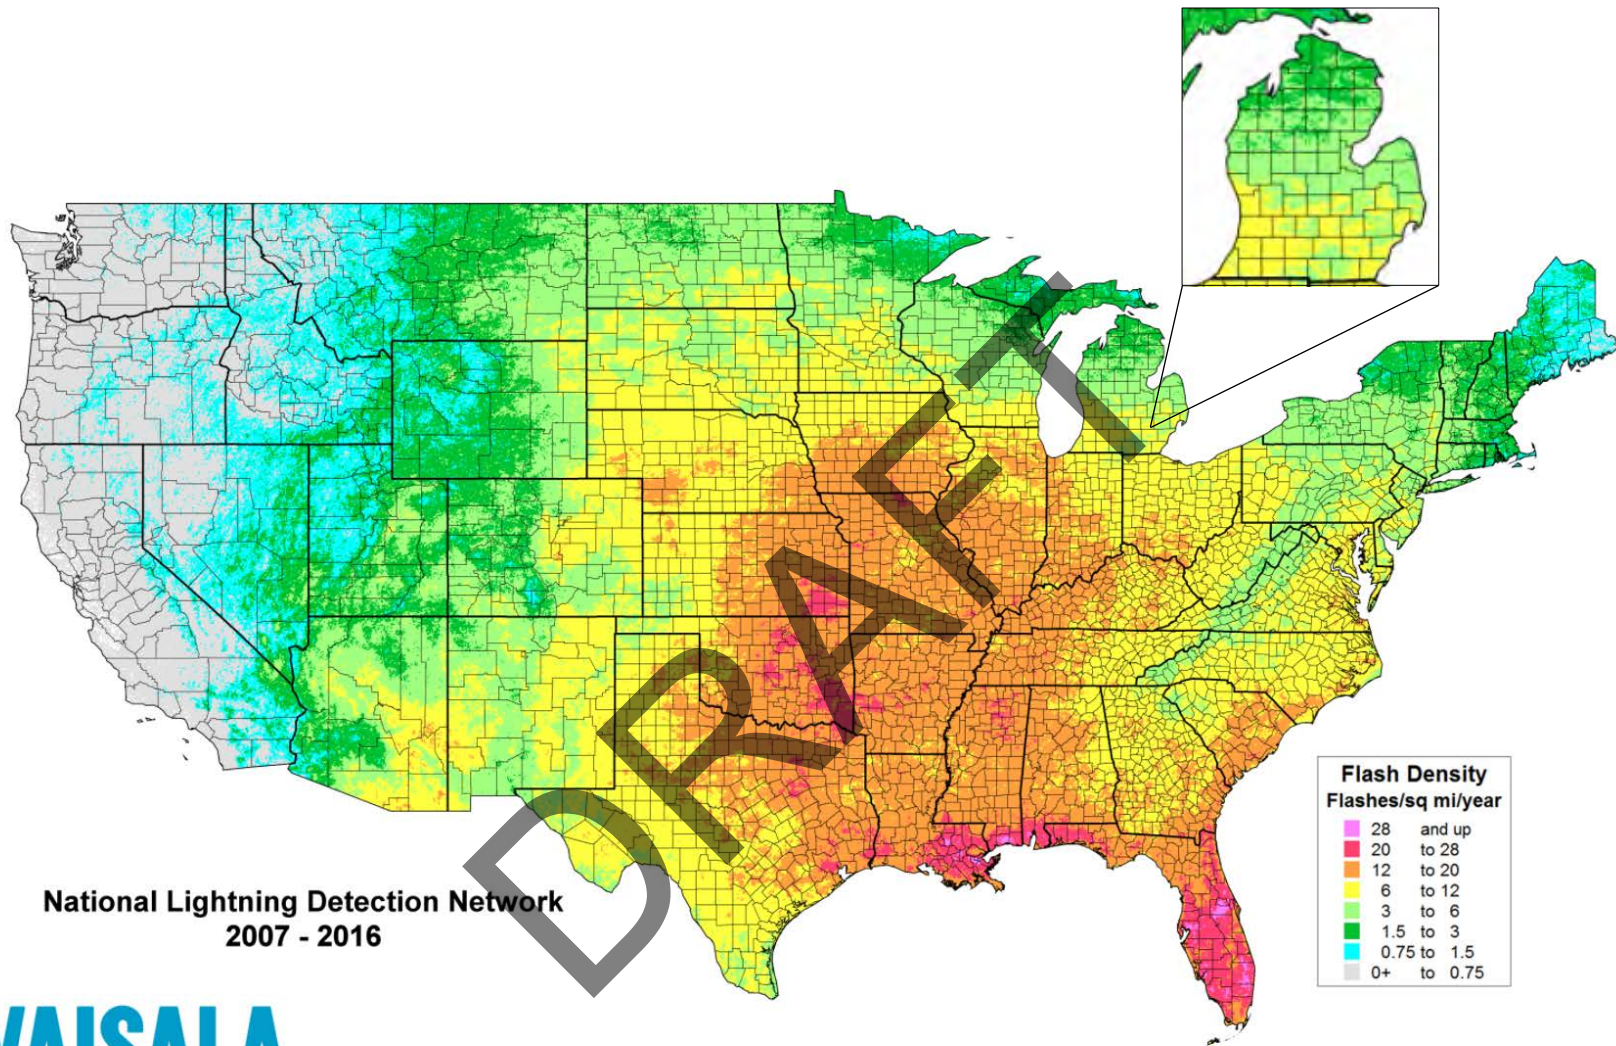 DRAFT
Flash Density
Flashes/sq mi/year
28 and up
20 to 28
12 to 20
6 to 12
3 to 6
1.5 to 3
0.75 to 1.5
0+ to 0.75
National Lightning Detection Network
2007 - 2016
VAISALA